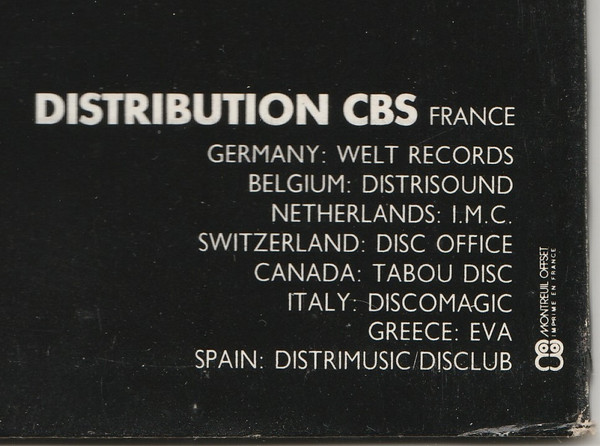 DISTRIBUTION CBS FRANCE
GERMANY: WELT RECORDS
BELGIUM: DISTRISOUND
NETHERLANDS: I.M.C.
SWITZERLAND: DISC OFFICE
CANADA: TABOU DISC
ITALY: DISCOMAGIC
GREECE: EVA
SPAIN: DISTRIMUSIC/DISCLUB
MONTREUIL OFFSET
IMPRIME EN FRANCE